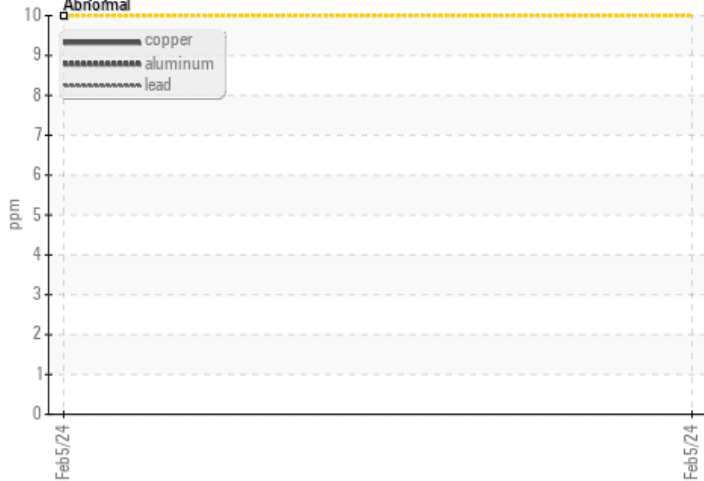 Abnormal
10
copper
9
aluminum
lead
8
7
6
ppm
5
4
3
2
1
0
Feb5/24
Feb5/24